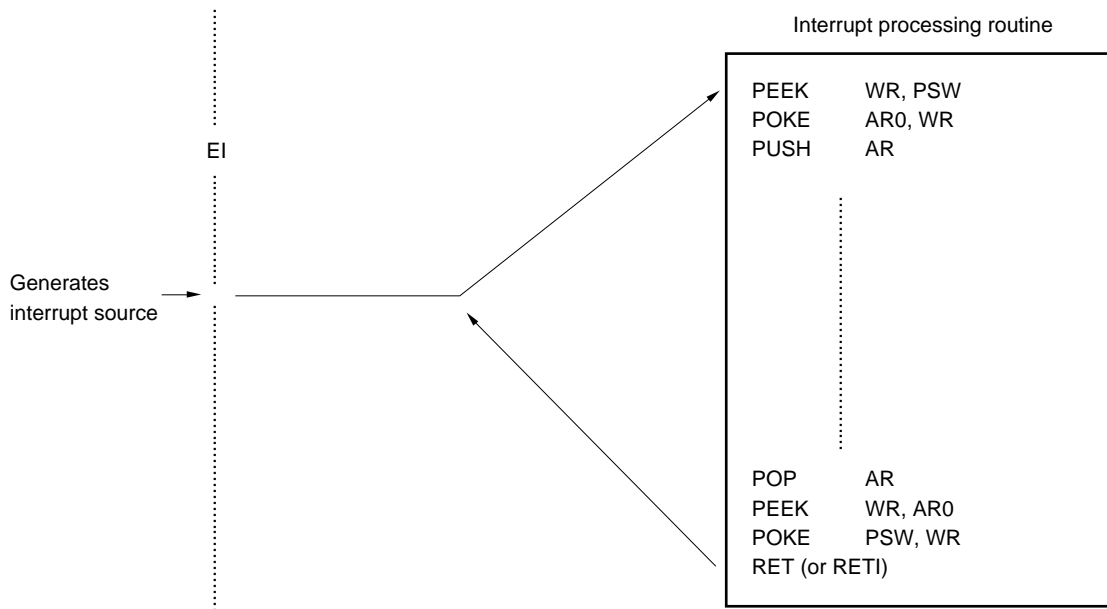 Interrupt processing routine
EI
Generates
interrupt source
PEEK WR, PSW
POKE AR0, WR
PUSH AR
POP AR
PEEK WR, AR0
POKE PSW, WR
RET (or RETI)